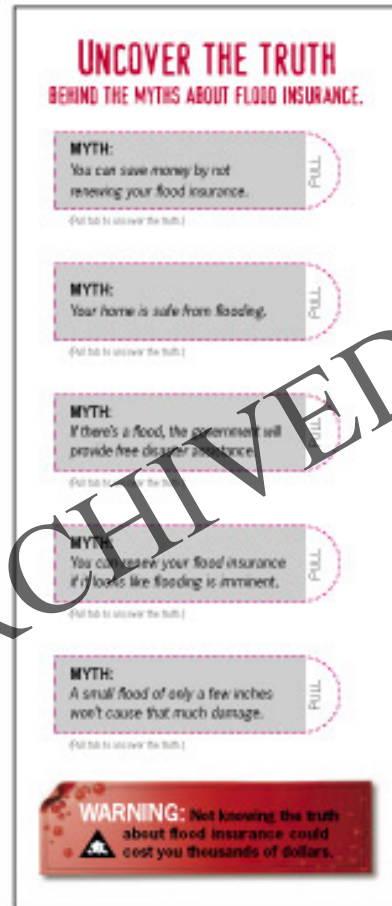 UNCOVER THE TRUTH
BEHIND THE MYTHS ABOUT FLOOD INSURANCE.
MYTH:
You can save money by not
renewing your flood insurance.
PULL
(Pull tab to uncover the truth.)
MYTH:
Your home is safe from flooding.
PULL
(Pull tab to uncover the truth.)
MYTH:
If there's a flood, the government will
provide free disaster assistance.
PULL
(Pull tab to uncover the truth.)
MYTH:
You can renew your flood insurance
if it looks like flooding is imminent.
PULL
(Pull tab to uncover the truth.)
MYTH:
A small flood of only a few inches
won't cause that much damage.
PULL
(Pull tab to uncover the truth.)
WARNING: Not knowing the truth
about flood insurance could
cost you thousands of dollars.
ARCHIVED